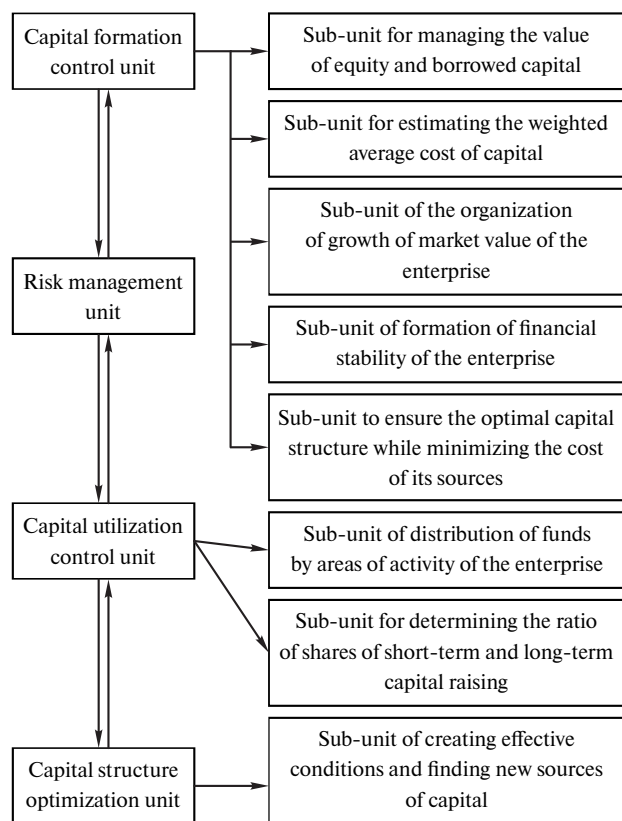 Capital formation
control unit
Sub-unit for managing the value
of equity and borrowed capital
Sub-unit for estimating the weighted
average cost of capital
Sub-unit of the organization
of growth of market value of the
enterprise
Risk management
unit
Sub-unit of formation of financial
stability of the enterprise
Sub-unit to ensure the optimal capital
structure while minimizing the cost
of its sources
Capital utilization
control unit
Sub-unit of distribution of funds
by areas of activity of the enterprise
Sub-unit for determining the ratio
of shares of short-term and long-term
capital raising
Capital structure
optimization unit
Sub-unit of creating effective
conditions and finding new sources
of capital